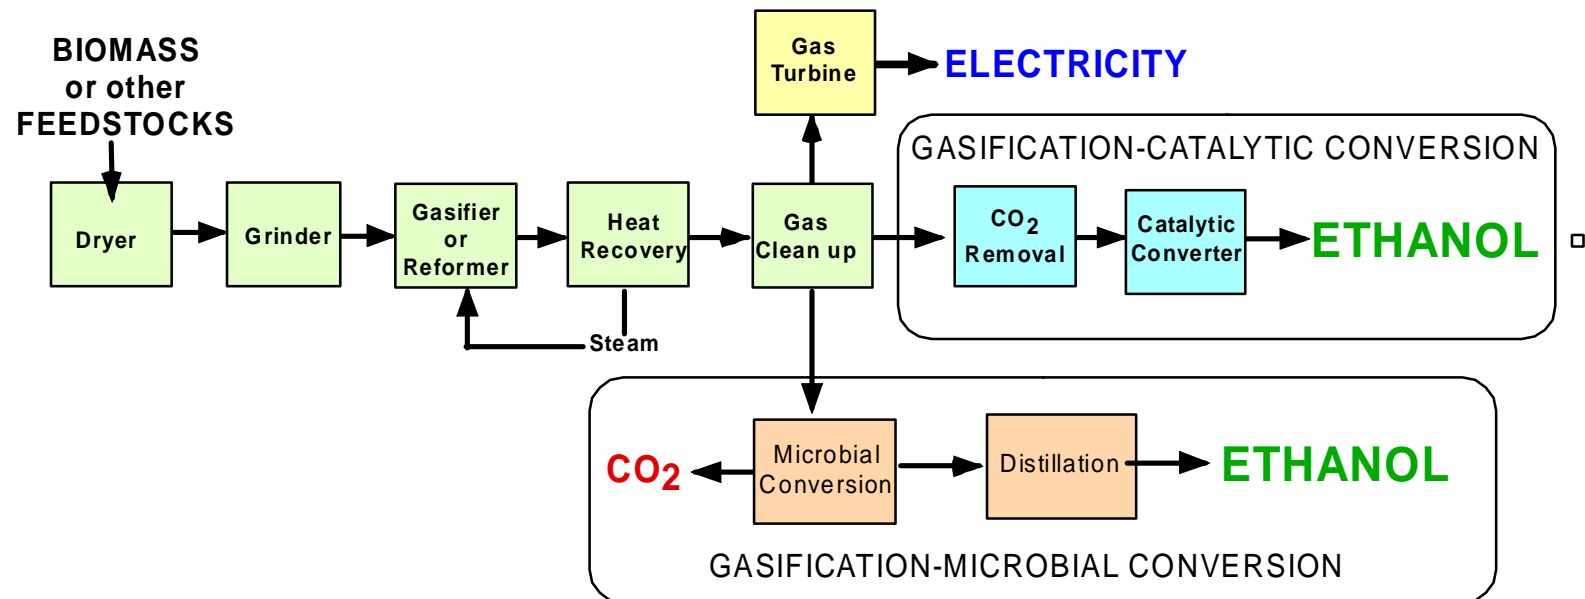 BIOMASS
or other
FEEDSTOCKS
Dryer
Grinder
Gasifier
or
Reformer
Heat
Recovery
Steam
Gas
Clean up
Gas
Turbine
ELECTRICITY
GASIFICATION-CATALYTIC CONVERSION
CO2
Removal
Catalytic
Converter
ETHANOL
CO2
Microbial
Conversion
Distillation
ETHANOL
GASIFICATION-MICROBIAL CONVERSION